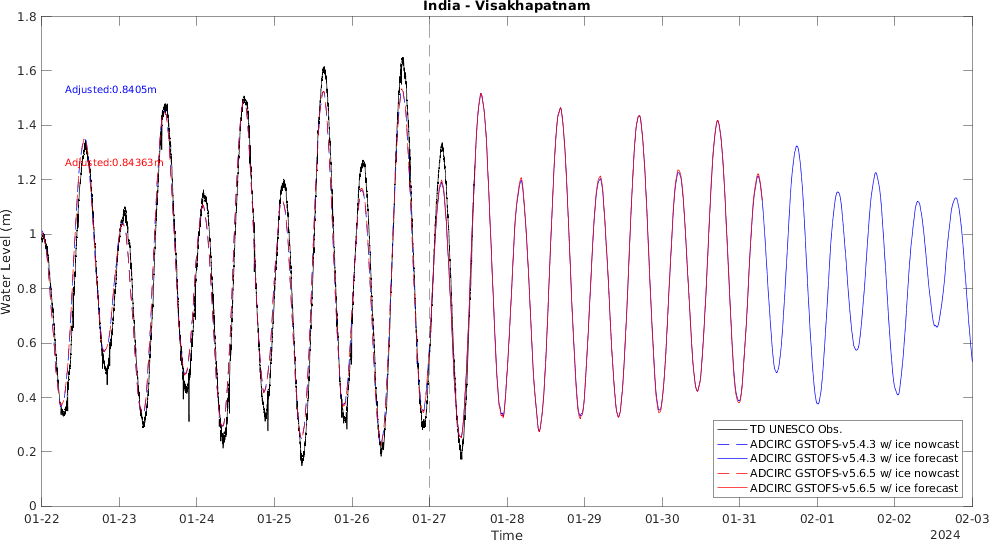 India - Visakhapatnam
1.8
1.6
1.4
1.2
1
0.8
0.6
0.4
0.2
0
Water Level (m)
Adjusted:0.8405m
Adjusted:0.84363m
TD UNESCO Obs.
ADCIRC GSTOFS-v5.4.3 w/ ice nowcast
ADCIRC GSTOFS-v5.4.3 w/ ice forecast
ADCIRC GSTOFS-v5.6.5 w/ ice nowcast
ADCIRC GSTOFS-v5.6.5 w/ ice forecast
01-22 01-23 01-24 01-25 01-26 01-27 01-28 01-29 01-30 01-31 02-01 02-02 02-03
Time
2024